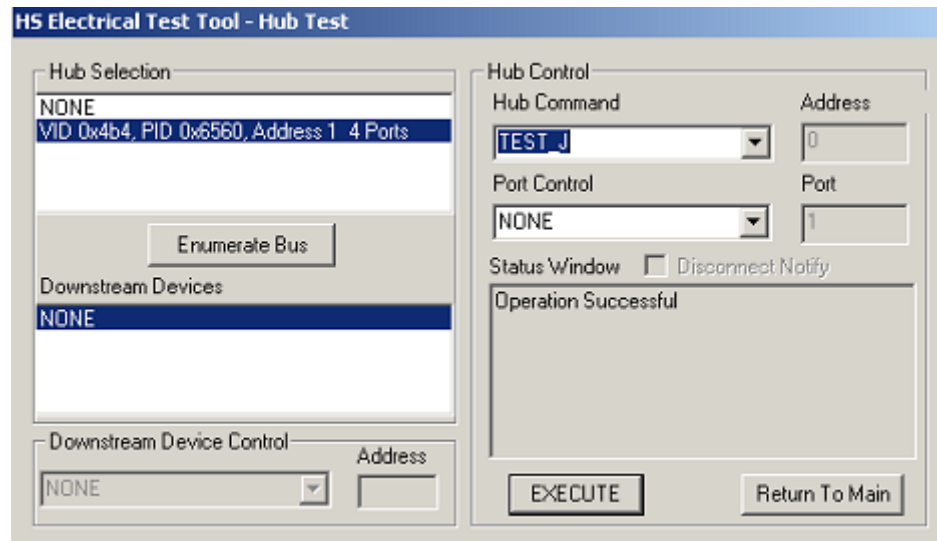 HS Electrical Test Tool - Hub Test
Hub Selection
NONE
VID 0x4b4, PID 0x6560, Address 1 4 Ports
Enumerate Bus
Downstream Devices
NONE
Downstream Device Control
Address
NONE
Hub Control
Hub Command
Address
TEST_J
0
Port Control
Port
NONE
1
Status Window
Disconnect Notify
Operation Successful
EXECUTE
Return To Main